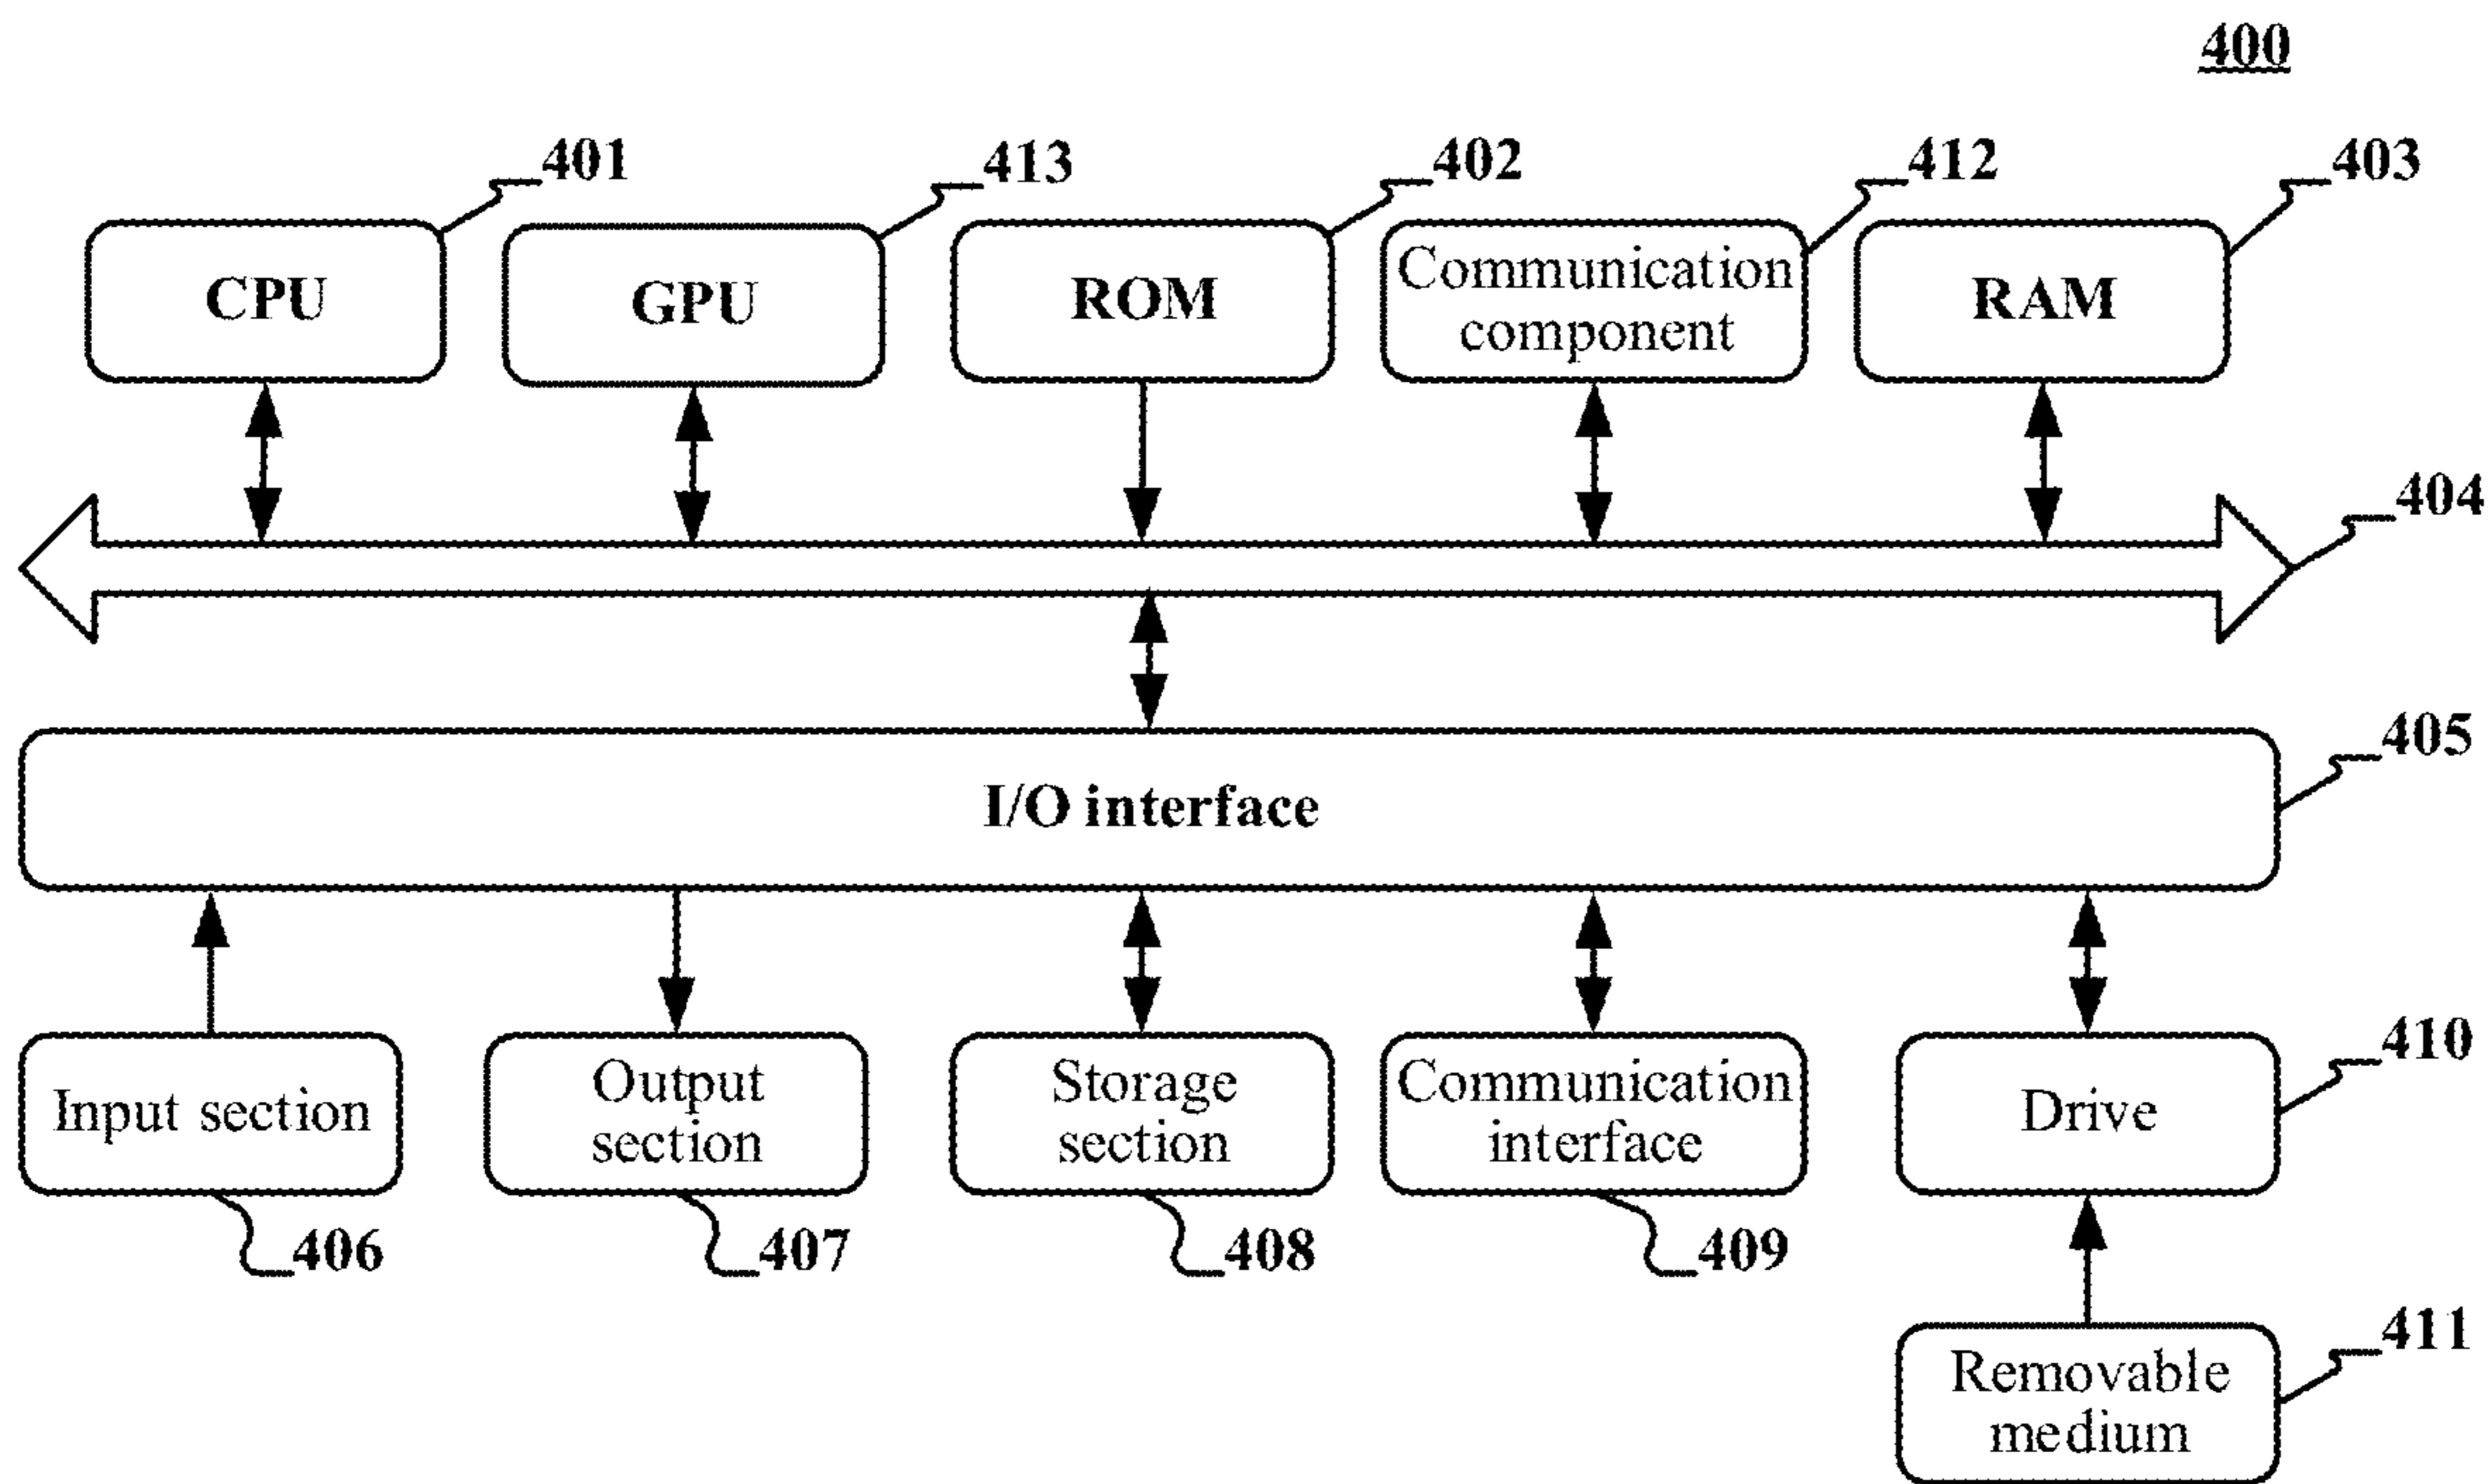 400
401
413
402
412
403
CPU
GPU
ROM
Communication
component
RAM
404
405
I/O interface
410
Input section
Output
section
Storage
section
Communication
interface
Drive
406
407
408
409
411
Removable
medium